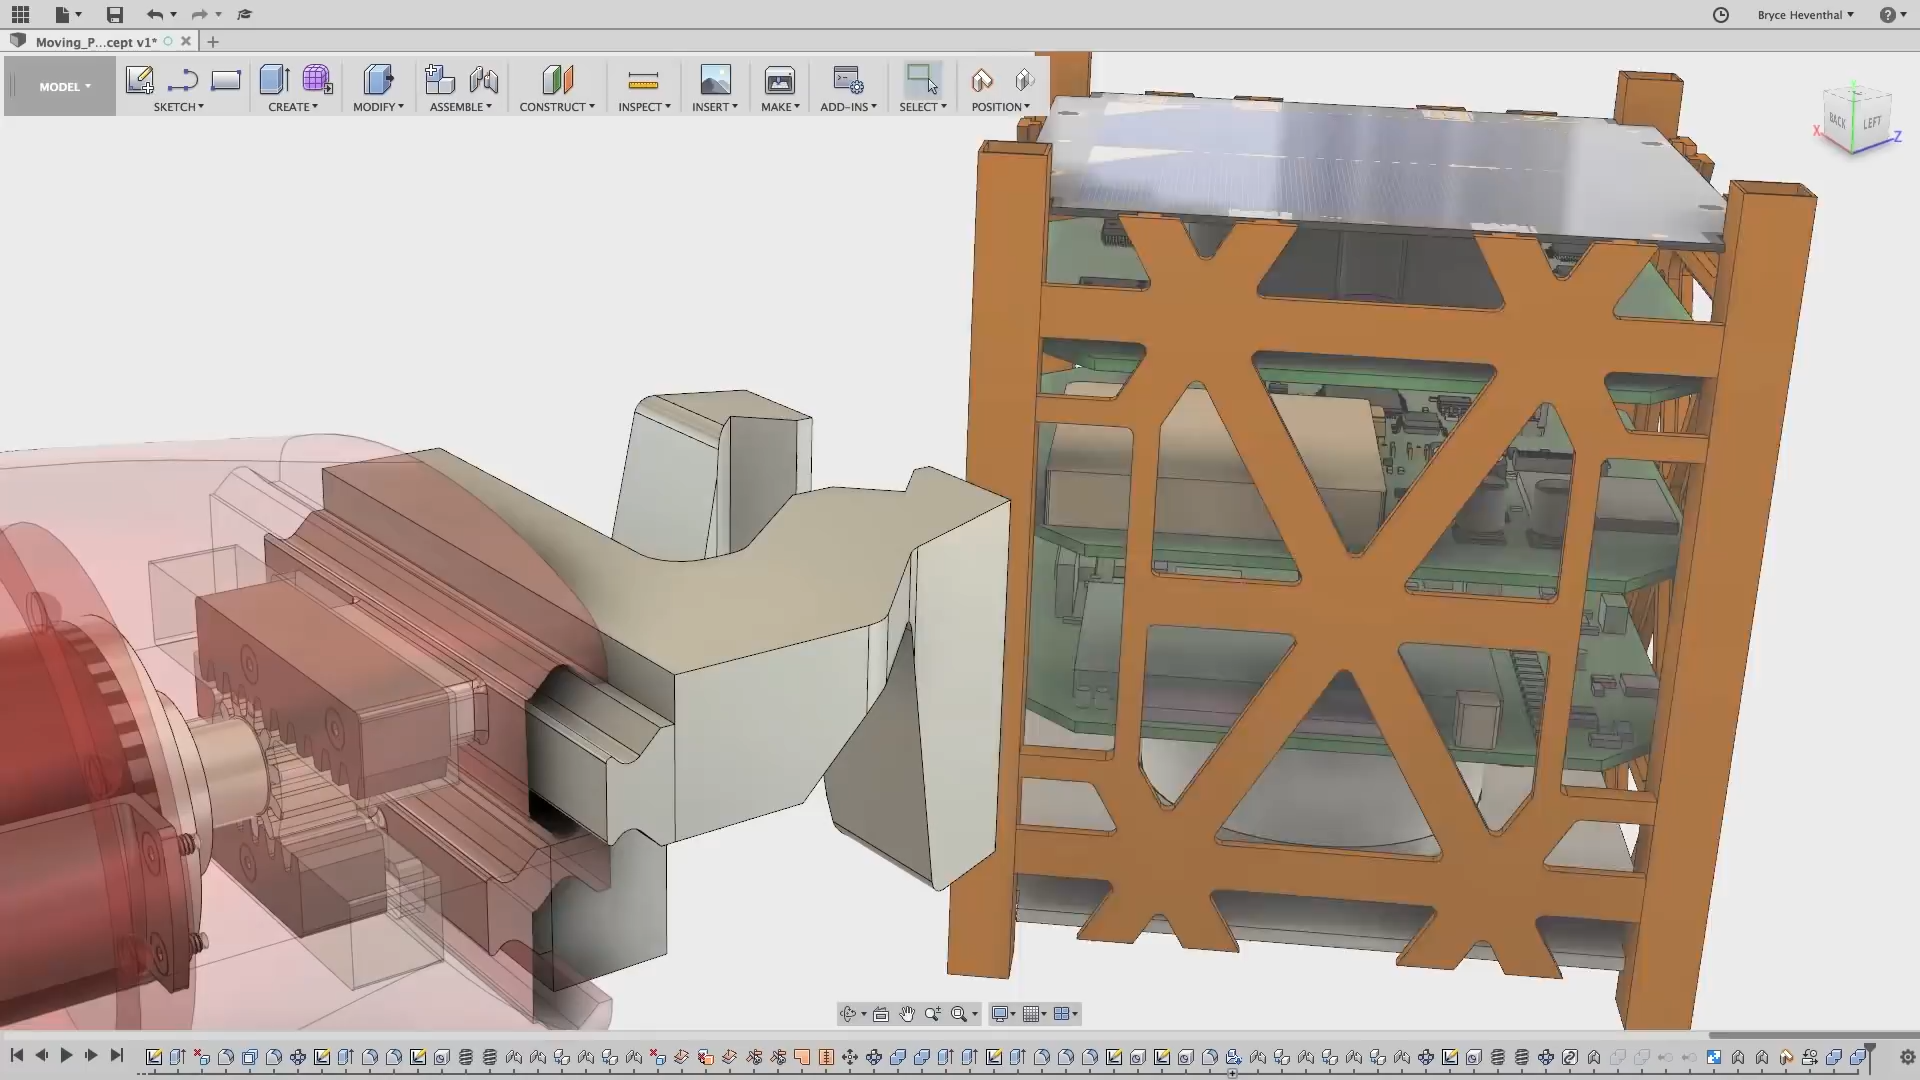 Bryce Heventhal
Moving_P...cept v1*
MODEL
SKETCH
CREATE
MODIFY
ASSEMBLE
CONSTRUCT
INSPECT
INSERT
MAKE
ADD-INS
SELECT
POSITION
Y
BACK
LEFT
X
Z